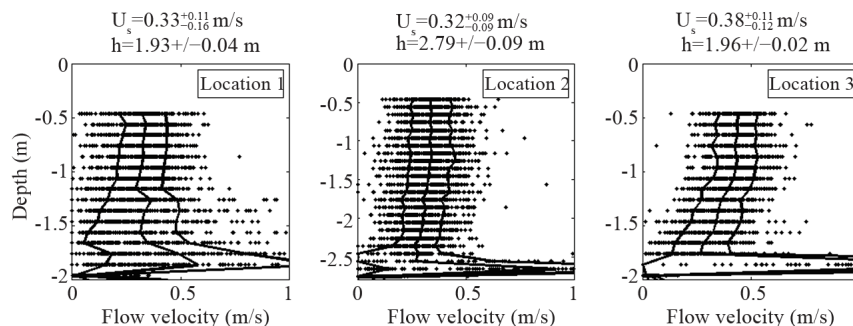 U_s=0.33^{+0.11}_{-0.16} m/s
h=1.93+/−0.04 m
U_s=0.32^{+0.09}_{-0.09} m/s
h=2.79+/−0.09 m
U_s=0.38^{+0.11}_{-0.12} m/s
h=1.96+/−0.02 m
Location 1
Location 2
Location 3
Depth (m)
0
-0.5
-1
-1.5
-2
0
-0.5
-1
-1.5
-2
-2.5
0
-0.5
-1
-1.5
-2
0 0.5 1
0 0.5 1
0 0.5 1
Flow velocity (m/s)
Flow velocity (m/s)
Flow velocity (m/s)